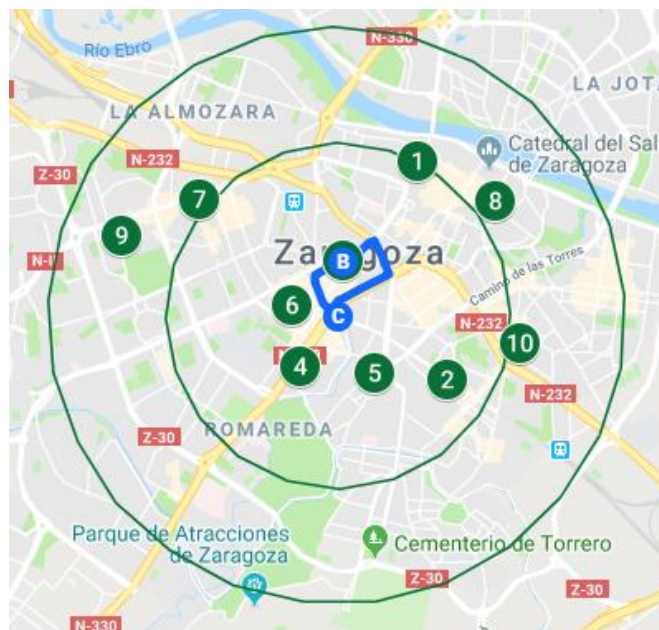 N-330
Río Ebro
LA JOTA
LA ALMOZARA
1
Catedral del Sal
de Zaragoza
N-232
Z-30
7
8
9
Zaragoza
N-II
B
Camino de las Torres
6
C
N-232
10
4
5
2
N-232
ROMAREDA
Z-30
Parque de Atracciones
de Zaragoza
Cementerio de Torrero
Z-30
Z-30
N-330